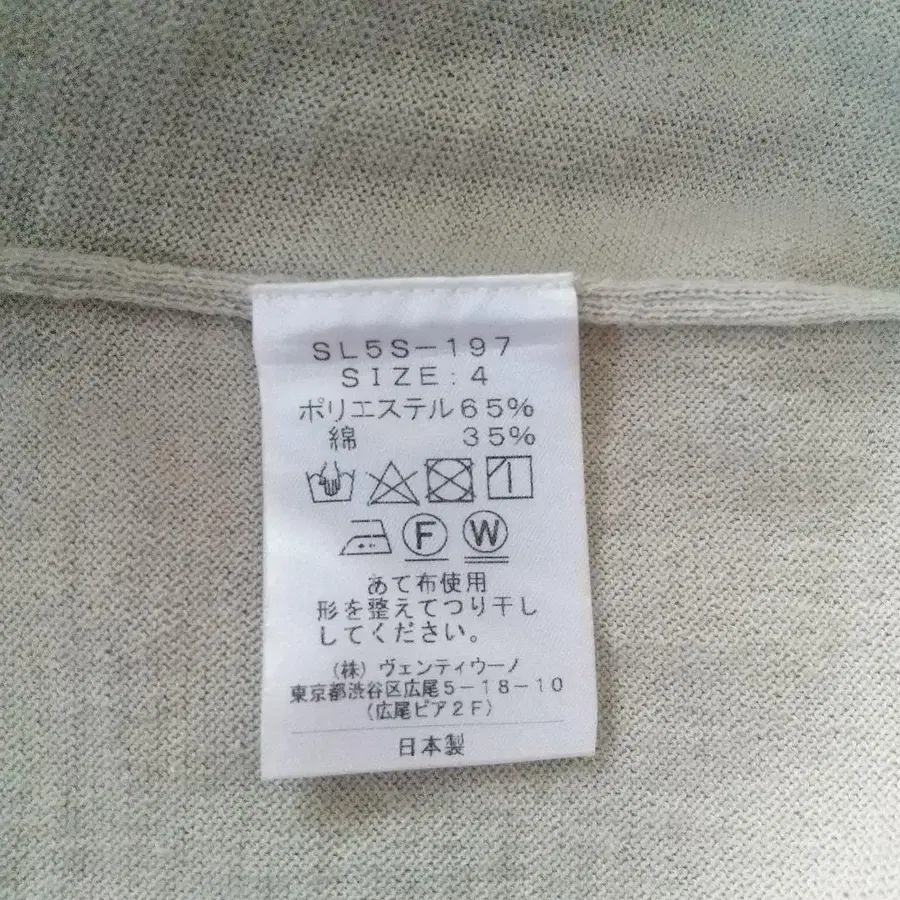 SL5S-197
SIZE:4
ポリエステル65%
綿 35%
F W
あて布使用
形を整えてつり干し
してください。
(株)ヴェンティウーノ
東京都渋谷区広尾5-18-10
(広尾ピア2F)
日本製